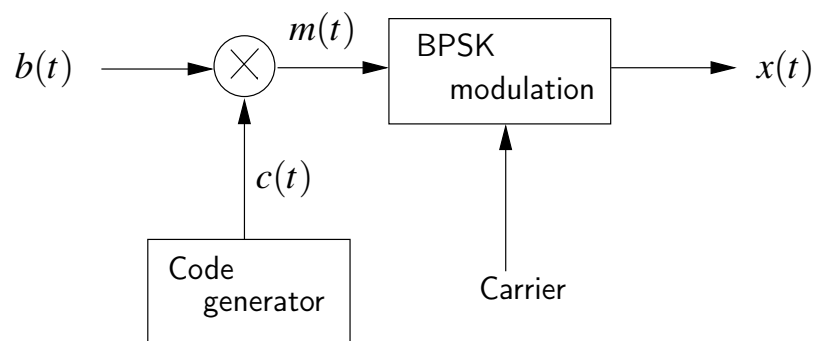 m(t)
BPSK
modulation
b(t)
x(t)
c(t)
Code
generator
Carrier